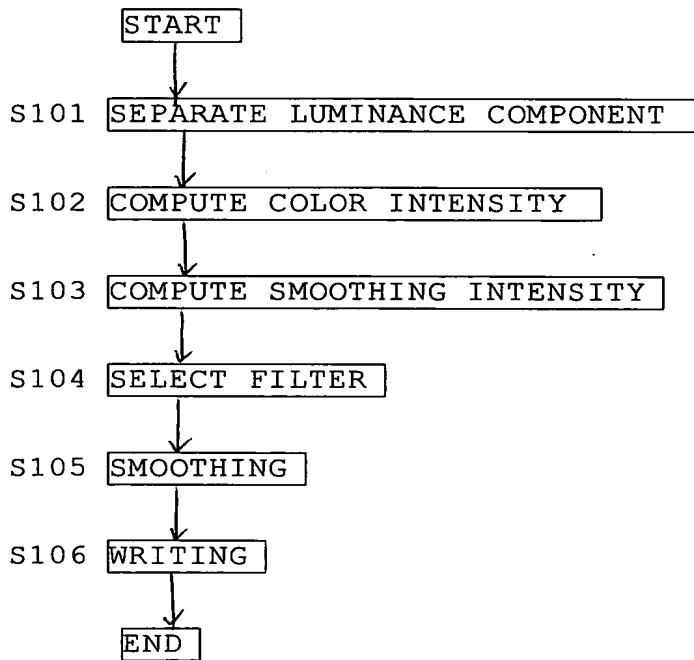 START
S101 SEPARATE LUMINANCE COMPONENT
S102 COMPUTE COLOR INTENSITY
S103 COMPUTE SMOOTHING INTENSITY
S104 SELECT FILTER
S105 SMOOTHING
S106 WRITING
END